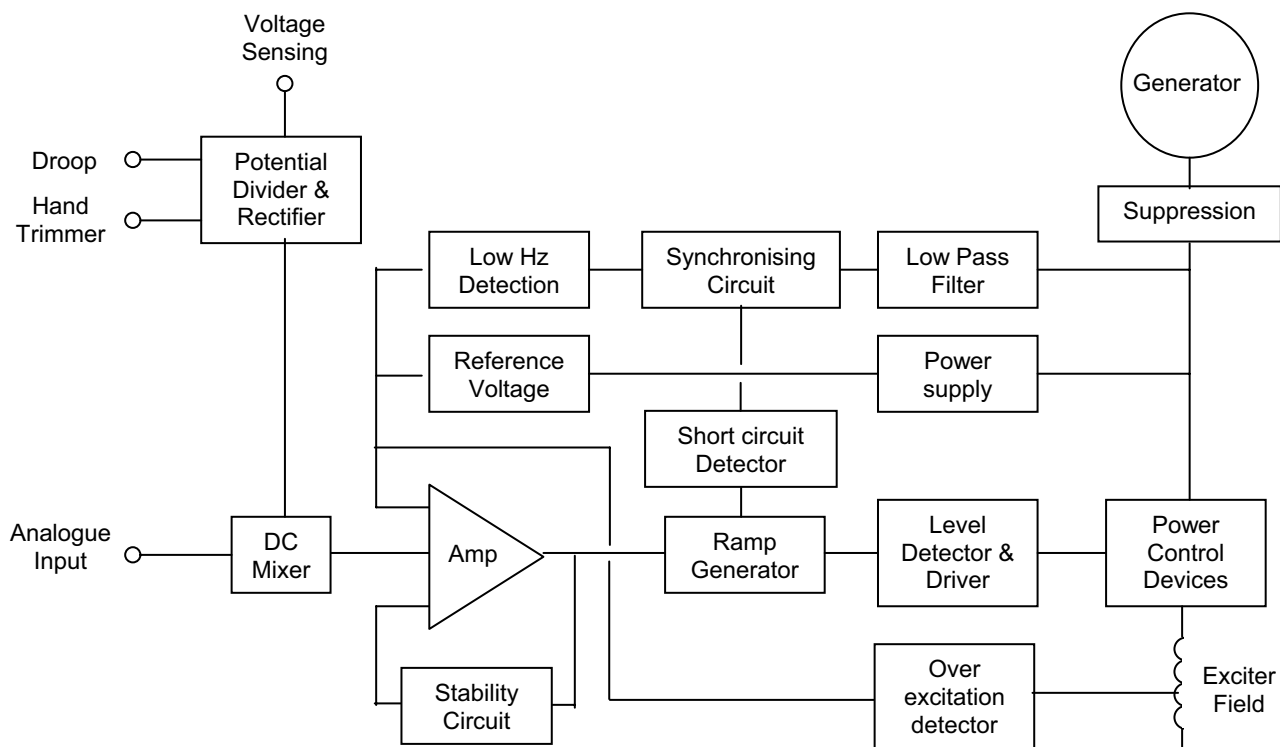 Voltage
Sensing
Generator
Droop
Potential
Divider &
Rectifier
Hand
Trimmer
Suppression
Low Hz
Detection
Synchronising
Circuit
Low Pass
Filter
Reference
Voltage
Power
supply
Short circuit
Detector
Analogue
Input
DC
Mixer
Amp
Ramp
Generator
Level
Detector &
Driver
Power
Control
Devices
Stability
Circuit
Over
excitation
detector
Exciter
Field